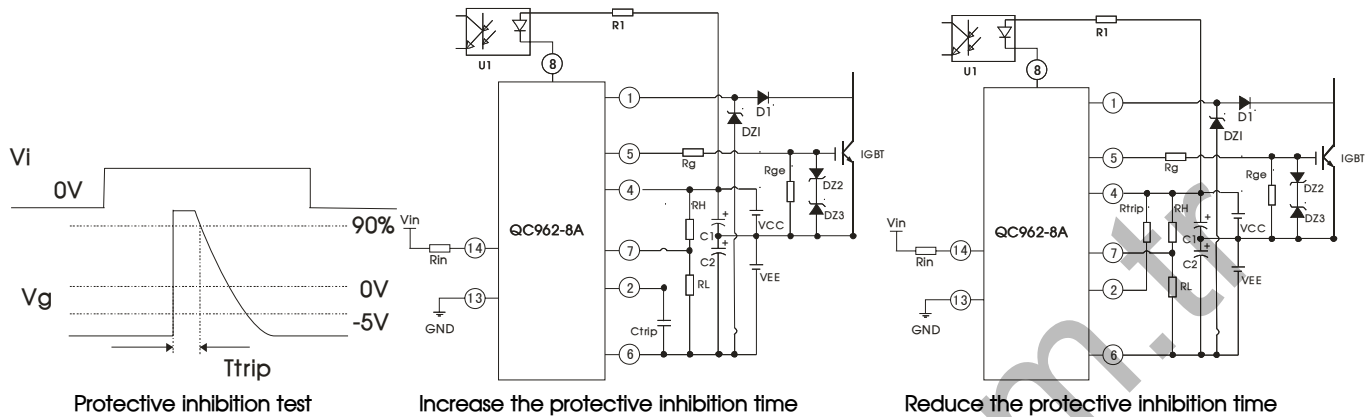 Vi
0V
90%
Vg
0V
-5V
Ttrip
Protective inhibition test
U1
R1
8
1
D1
DZ1
5
Rg
Rge
IGBT
DZ2
DZ3
4
RH
C1
+
VCC
QC962-8A
Vin
Rin
14
7
C2
+
RL
VEE
2
13
GND
Ctrip
6
Increase the protective inhibition time
U1
R1
8
1
D1
DZ1
5
Rg
Rge
IGBT
DZ2
DZ3
4
Rtrip
RH
C1
+
VCC
QC962-8A
Vin
Rin
14
7
C2
+
RL
VEE
2
13
GND
6
Reduce the protective inhibition time
m.tr